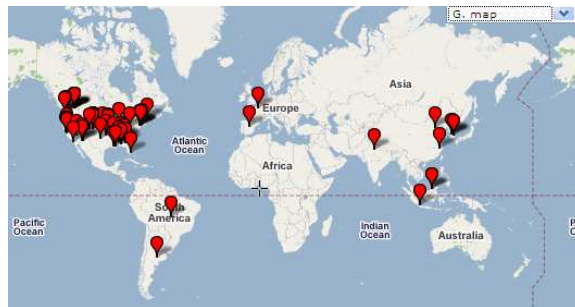 G. map
Asia
Europe
Atlantic
Ocean
Africa
South
America
Pacific
Ocean
Indian
Ocean
Australia
P